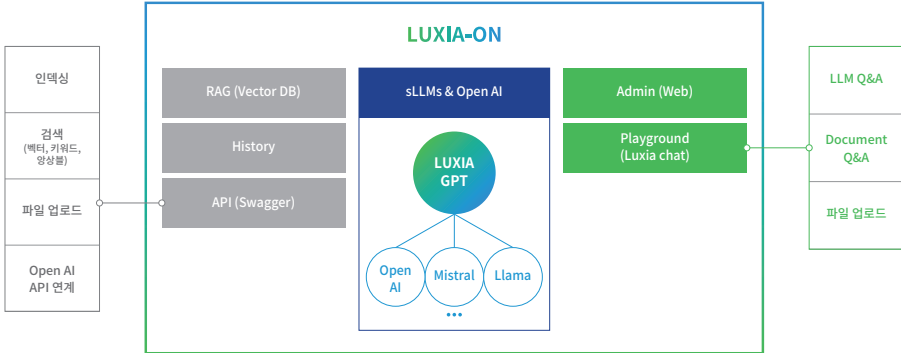 LUXIA-ON
인덱싱
검색
(벡터, 키워드,
앙상블)
파일 업로드
Open AI
API 연계
RAG (Vector DB)
History
API (Swagger)
sLLMs & Open AI
LUXIA
GPT
Open
AI
Mistral
Llama
•••
Admin (Web)
Playground
(Luxia chat)
LLM Q&A
Document
Q&A
파일 업로드